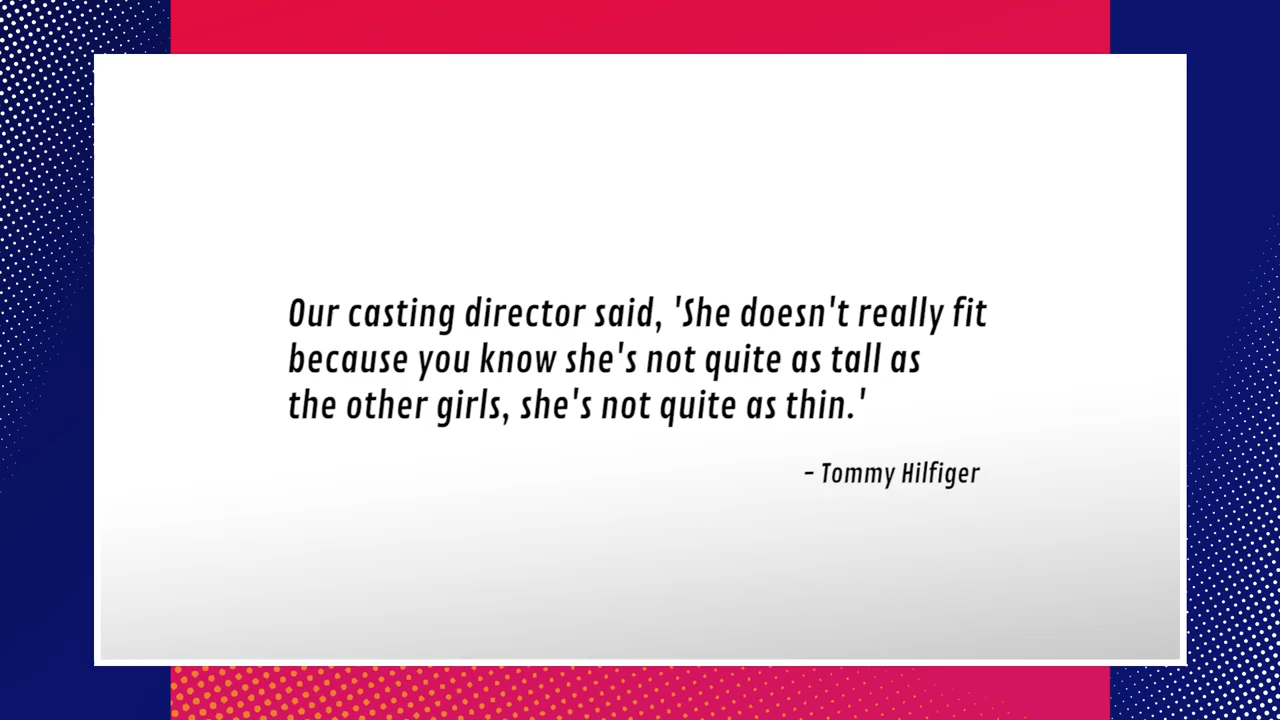 Our casting director said, 'She doesn't really fit
because you know she's not quite as tall as
the other girls, she's not quite as thin.'
- Tommy Hilfiger